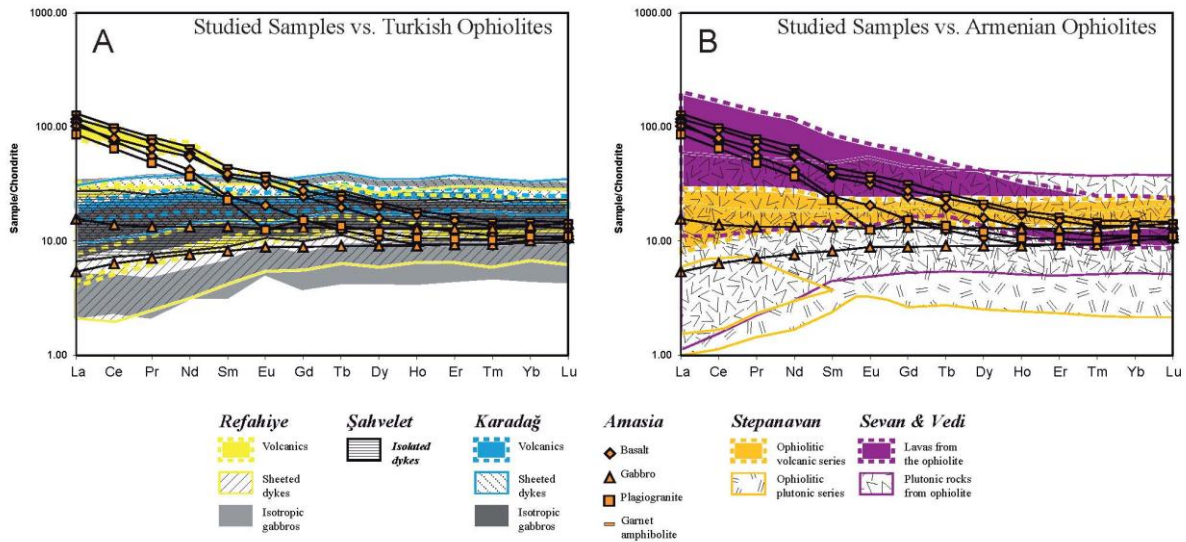 A
Studied Samples vs. Turkish Ophiolites
1000.00
100.00
10.00
1.00
Sample/Chondrite
La Ce Pr Nd Sm Eu Gd Tb Dy Ho Er Tm Yb Lu
B
Studied Samples vs. Armenian Ophiolites
1000.00
100.00
10.00
1.00
Sample/Chondrite
La Ce Pr Nd Sm Eu Gd Tb Dy Ho Er Tm Yb Lu
Refahiye
Volcanics
Sheeted
dykes
Isotropic
gabbros
Şahvelet
Isolated
dykes
Karadağ
Volcanics
Sheeted
dykes
Isotropic
gabbros
Amasia
Basalt
Gabbro
Plagiogranite
Garnet
amphibolite
Stepanavan
Ophiolitic
volcanic series
Ophiolitic
plutonic series
Sevan & Vedi
Lavas from
the ophiolite
Plutonic rocks
from ophiolite